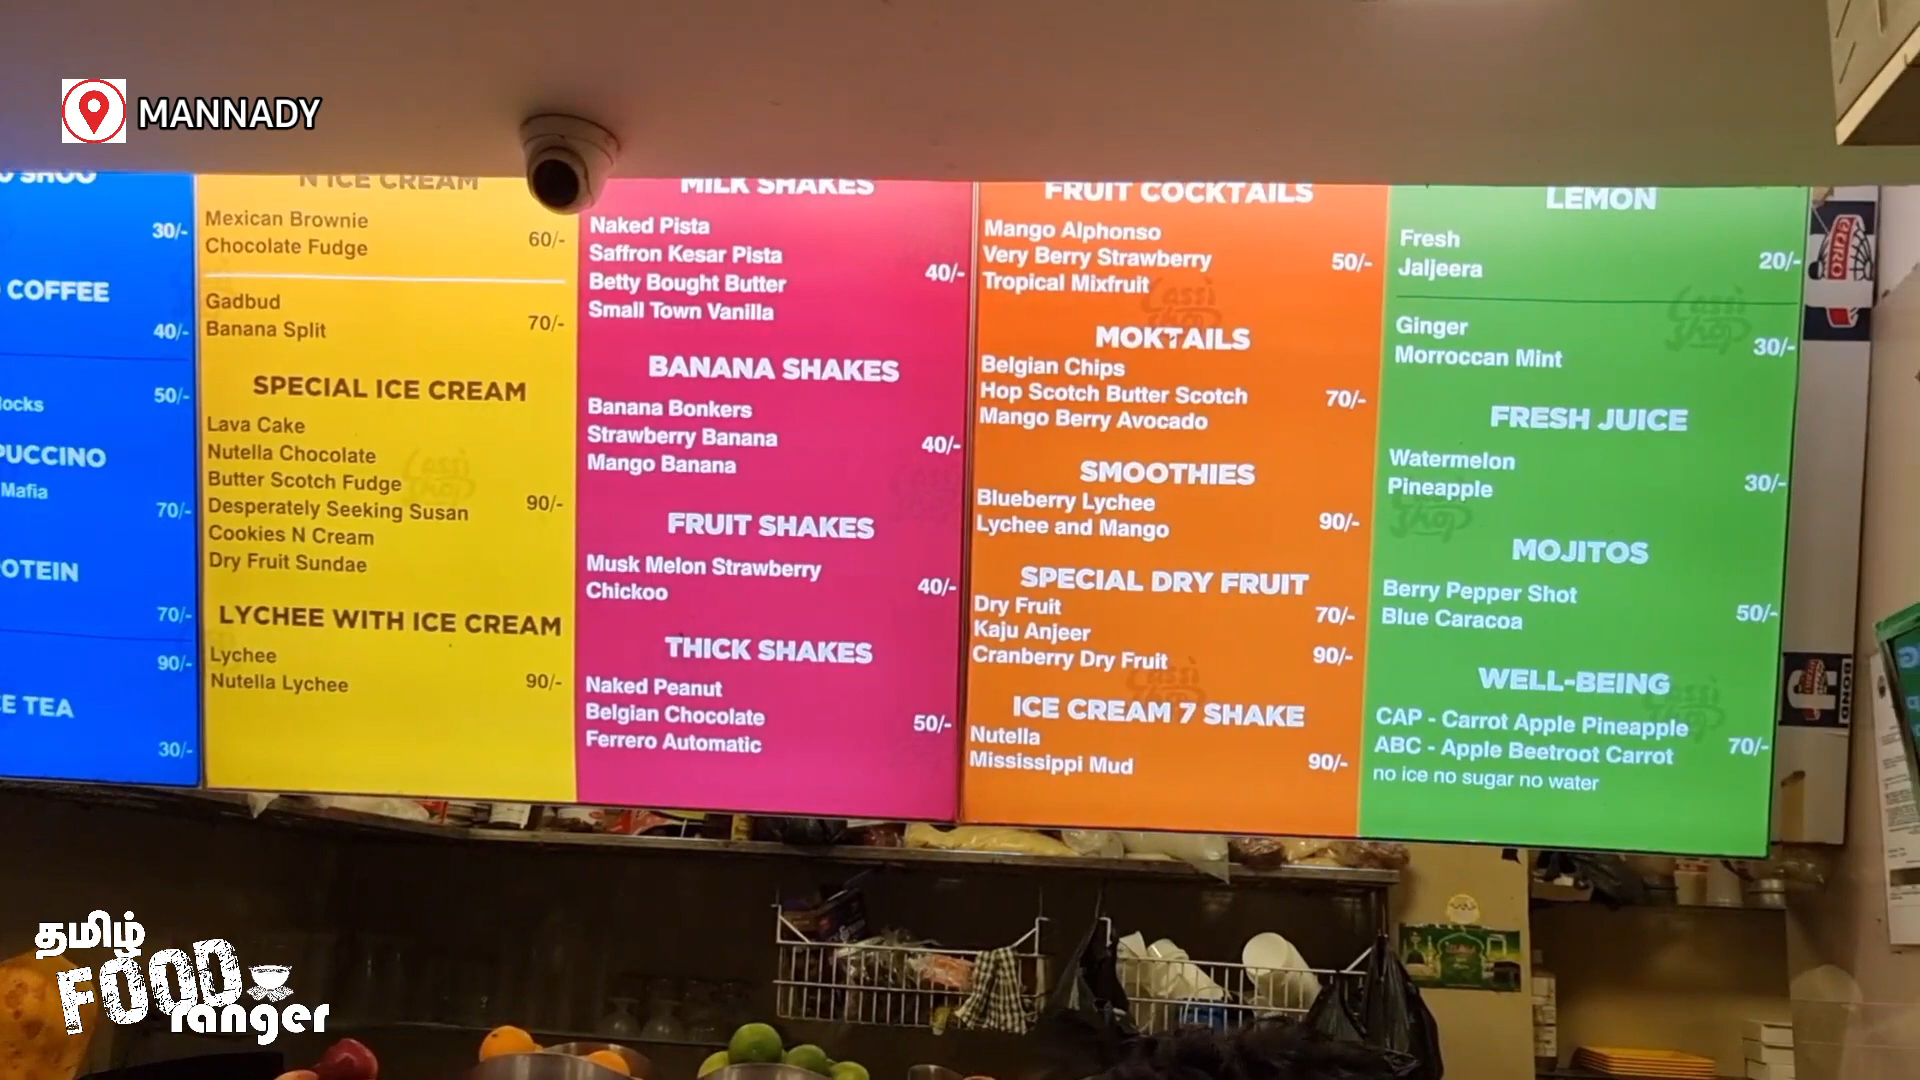 MANNADY
30/-
COFFEE
40/-
50/-
Mafia
70/-
70/-
90/-
TEA
30/-
N ICE CREAM
Mexican Brownie
Chocolate Fudge
60/-
Gadbud
Banana Split
70/-
SPECIAL ICE CREAM
Lava Cake
Nutella Chocolate
Butter Scotch Fudge
Desperately Seeking Susan
Cookies N Cream
Dry Fruit Sundae
90/-
LYCHEE WITH ICE CREAM
Lychee
Nutella Lychee
90/-
MILK SHAKES
Naked Pista
Saffron Kesar Pista
Betty Bought Butter
Small Town Vanilla
40/-
BANANA SHAKES
Banana Bonkers
Strawberry Banana
Mango Banana
40/-
FRUIT SHAKES
Musk Melon Strawberry
Chickoo
40/-
THICK SHAKES
Naked Peanut
Belgian Chocolate
Ferrero Automatic
50/-
FRUIT COCKTAILS
Mango Alphonso
Very Berry Strawberry
Tropical Mixfruit
50/-
MOKTAILS
Belgian Chips
Hop Scotch Butter Scotch
Mango Berry Avocado
70/-
SMOOTHIES
Blueberry Lychee
Lychee and Mango
90/-
SPECIAL DRY FRUIT
Dry Fruit 70/-
Kaju Anjeer
Cranberry Dry Fruit
90/-
ICE CREAM 7 SHAKE
Nutella
Mississippi Mud
90/-
LEMON
Fresh
Jaljeera
20/-
Ginger
Morroccan Mint
30/-
FRESH JUICE
Watermelon
Pineapple
30/-
MOJITOS
Berry Pepper Shot
Blue Caracoa
50/-
WELL-BEING
CAP - Carrot Apple Pineapple
ABC - Apple Beetroot Carrot
70/-
no ice no sugar no water
Lassi
Shop
தமிழ்
FOOD
ranger